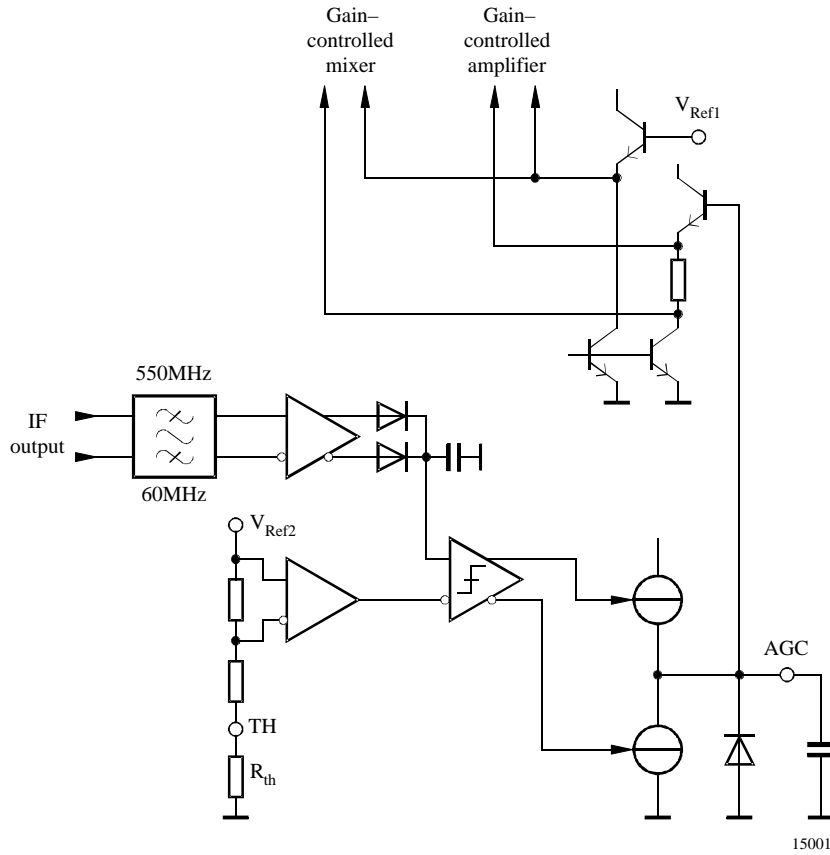 Gain–
controlled
mixer
Gain–
controlled
amplifier
VRef1
550MHz
IF
output
60MHz
VRef2
AGC
TH
Rth
15001